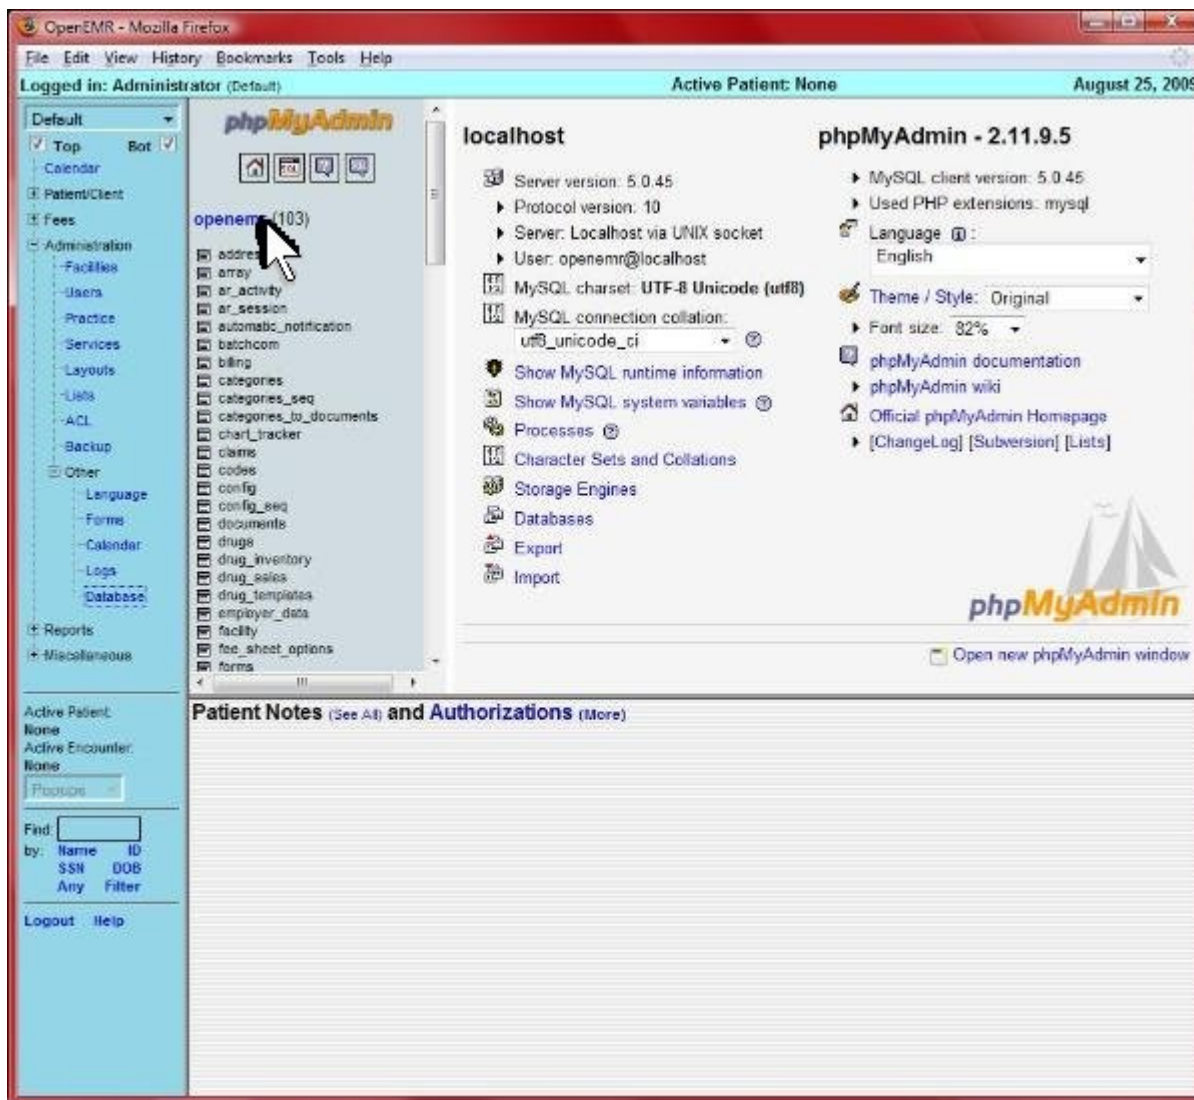 OpenEMR - Mozilla Firefox
File Edit View History Bookmarks Tools Help
Logged in: Administrator (Default) Active Patient: None August 25, 2009
Default
Top Bot
Calendar
Patient/Client
Fees
Administration
Facilities
Users
Practice
Services
Layouts
Lists
ACL
Backup
Other
Language
Forms
Calendar
Logs
Database
Reports
Miscellaneous
Active Patient:
None
Active Encounter:
None
Popups
Find:
by: Name ID
SSN DOB
Any Filter
Logout Help
phpMyAdmin
SQL
(103)
array
ar_activity
ar_session
automatic_notification
batchcom
billing
categories
categories_seq
categories_to_documents
chart_tracker
claims
codes
config
config_seq
documents
drugs
drug_inventory
drug_sales
drug_templates
employer_data
facility
fee_sheet_options
forms
localhost
Server version: 5.0.45
Protocol version: 10
Server: Localhost via UNIX socket
User: openemr@localhost
MySQL charset: UTF-8 Unicode (utf8)
MySQL connection collation:
utf8_unicode_ci
Show MySQL runtime information
Show MySQL system variables
Processes
Character Sets and Collations
Storage Engines
Databases
Export
Import
phpMyAdmin - 2.11.9.5
MySQL client version: 5.0.45
Used PHP extensions: mysql
Language :
English
Theme / Style: Original
Font size: 82%
phpMyAdmin documentation
phpMyAdmin wiki
Official phpMyAdmin Homepage
[ChangeLog] [Subversion] [Lists]
phpMyAdmin
Open new phpMyAdmin window
Patient Notes (See All) and Authorizations (More)